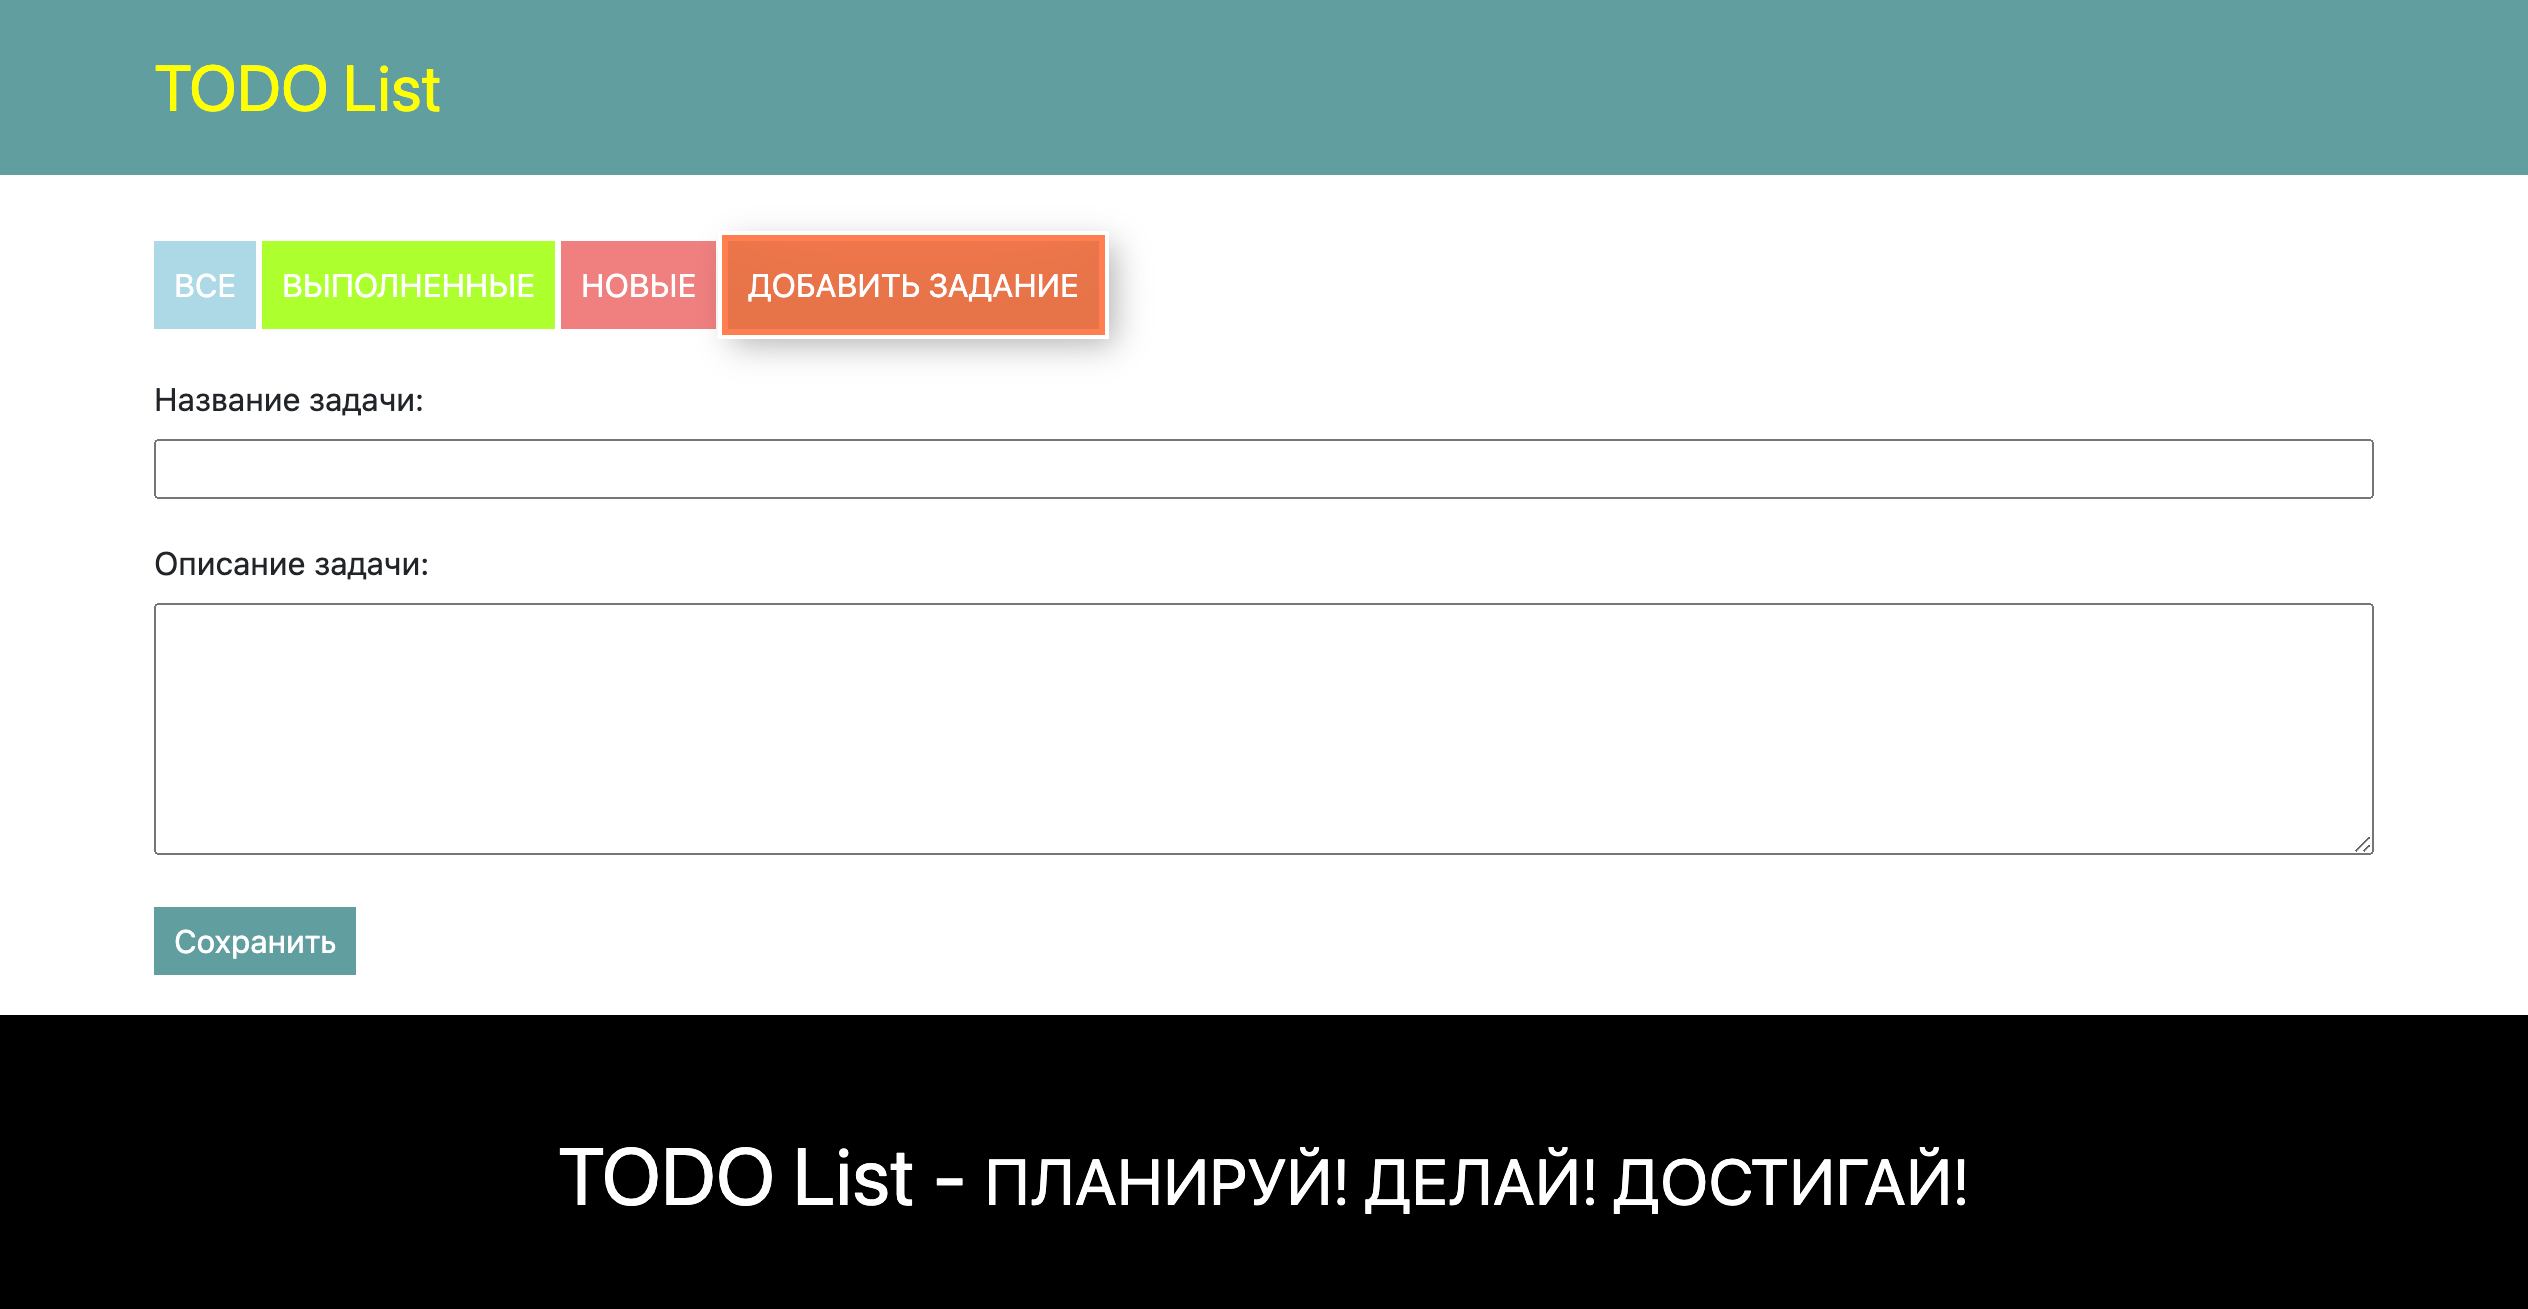 TODO List
ВСЕ ВЫПОЛНЕННЫЕ НОВЫЕ ДОБАВИТЬ ЗАДАНИЕ
Название задачи:
Описание задачи:
Сохранить
TODO List - ПЛАНИРУЙ! ДЕЛАЙ! ДОСТИГАЙ!